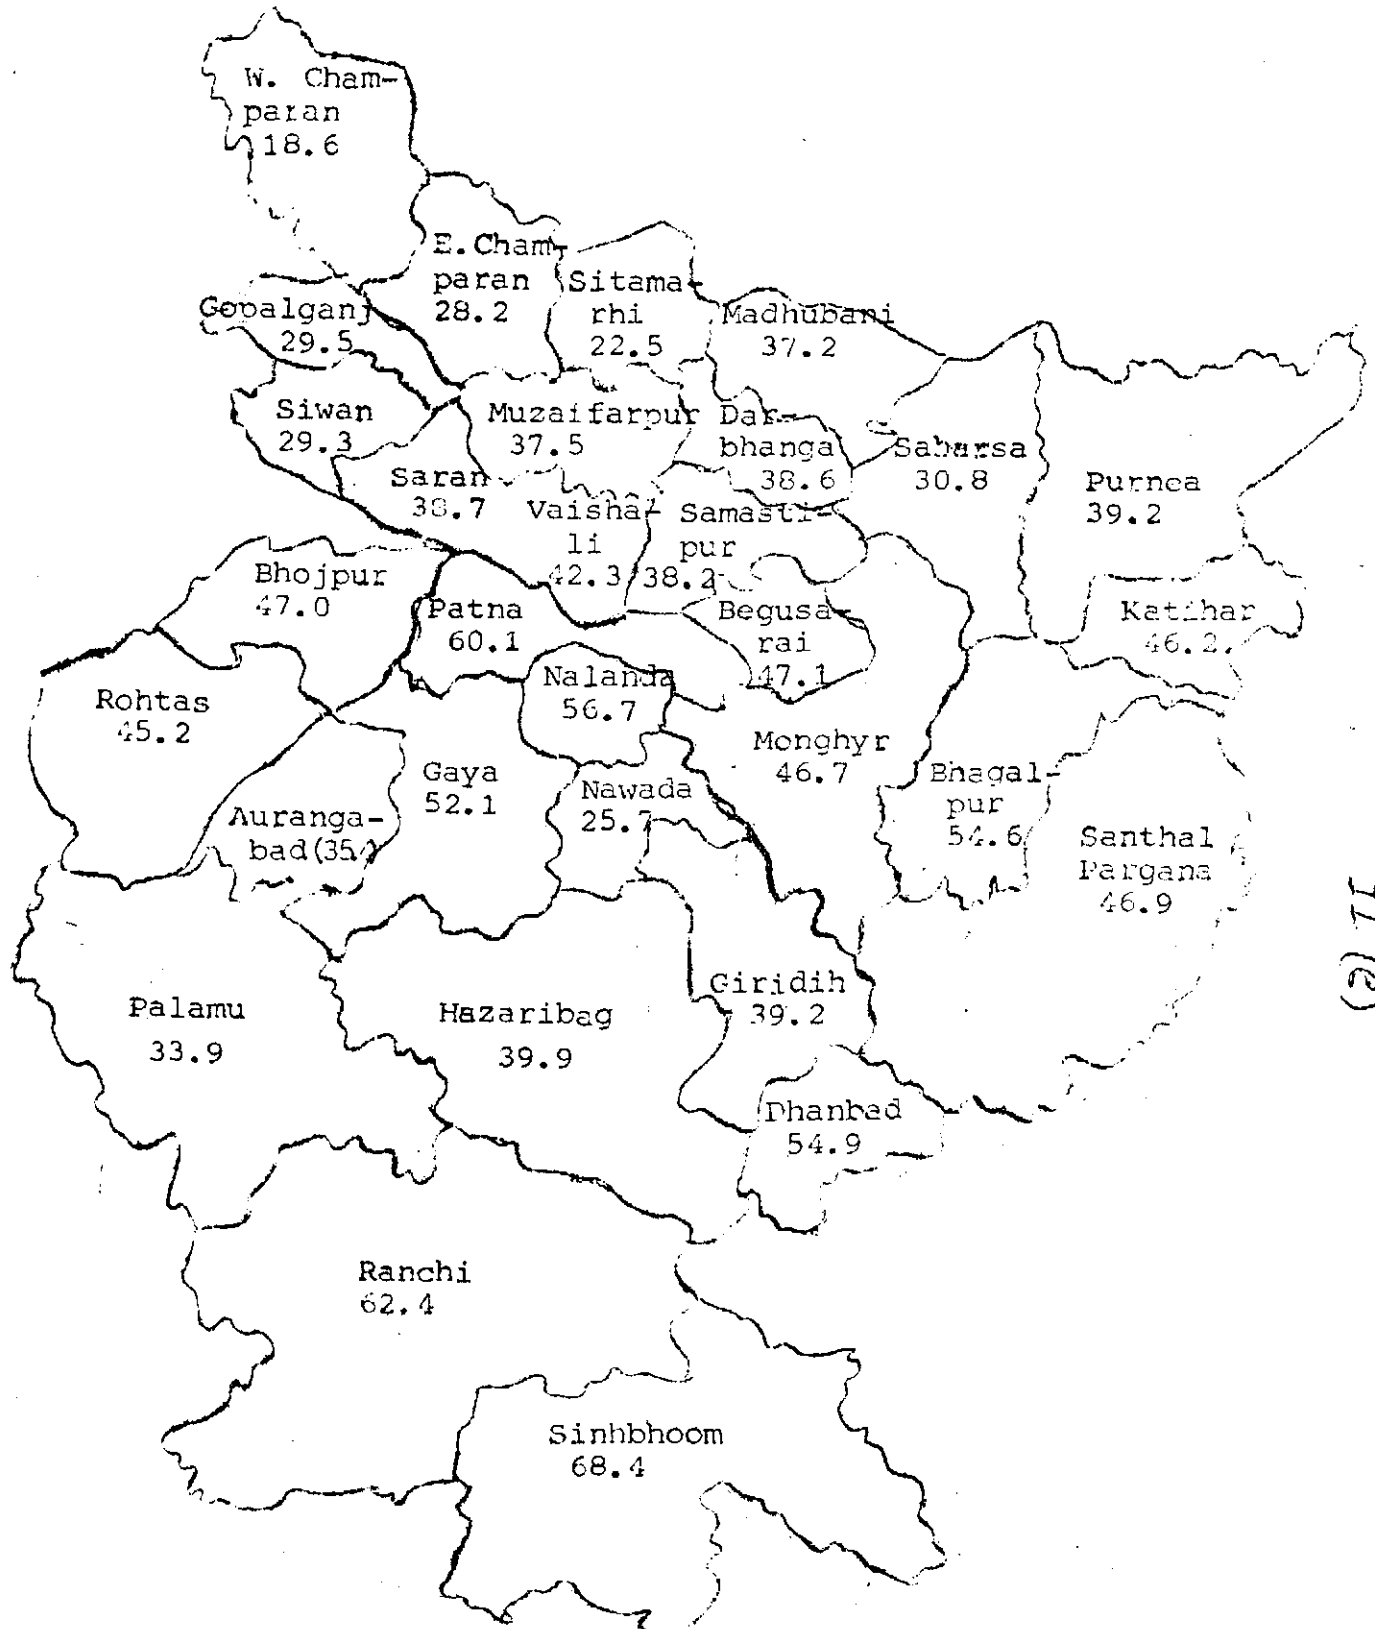 W. Cham-
paran
18.6
E.Cham-
paran
28.2
Sitama-
rhi
22.5
Gopalganj
29.5
Madhubani
37.2
Siwan
29.3
Muzaifarpur
37.5
Dar-
bhanga
38.6
Saharsa
30.8
Purnea
39.2
Saran
38.7
Vaisha-
li
42.3
Samasti-
pur
38.2
Bhojpur
47.0
Patna
60.1
Begusa-
rai
47.1
Katihar
46.2.
Rohtas
45.2
Nalanda
56.7
Monghyr
46.7
Gaya
52.1
Nawada
25.7
Bhagal-
pur
54.6
Auranga-
bad(35.
Santhal
Pargana
46.9
Palamu
33.9
Hazaribag
39.9
Giridih
39.2
Dhanbad
54.9
Ranchi
62.4
Sinhbhoom
68.4